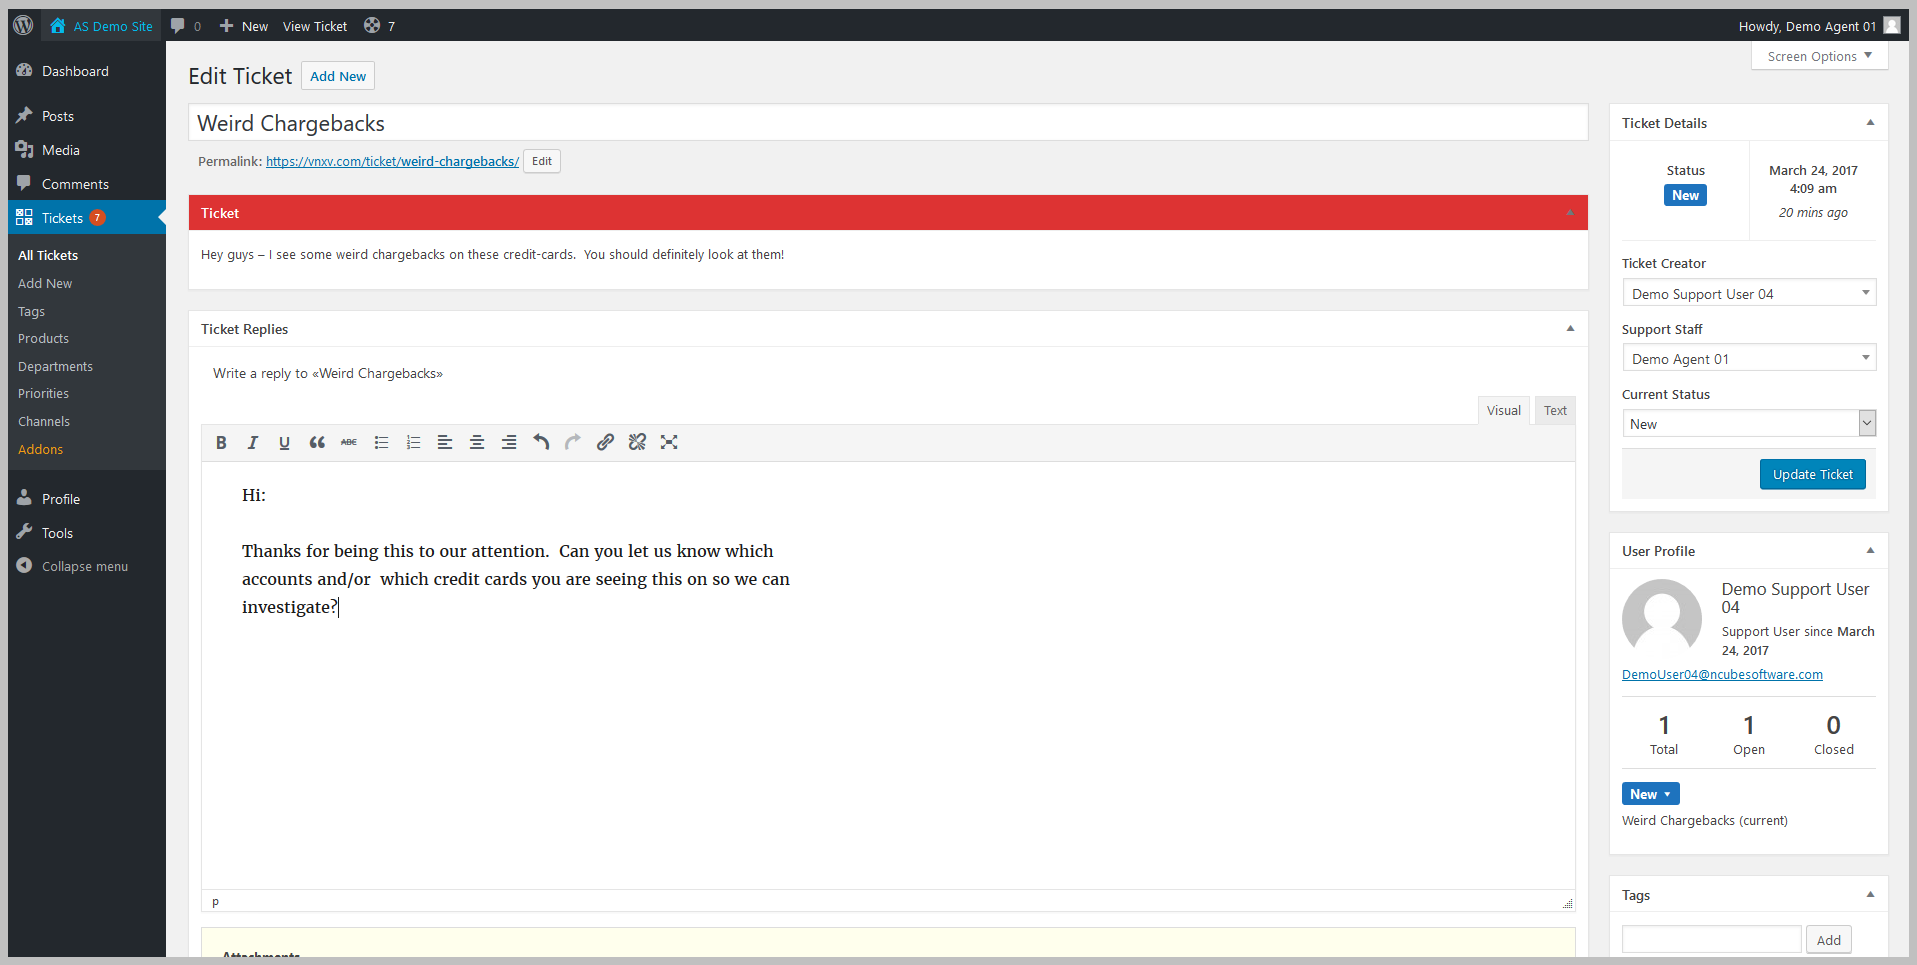 AS Demo Site 0 New View Ticket 7 Howdy, Demo Agent 01
Screen Options
Dashboard
Posts
Media
Comments
Tickets 7
All Tickets
Add New
Tags
Products
Departments
Priorities
Channels
Addons
Profile
Tools
Collapse menu
Edit Ticket Add New
Weird Chargebacks
Permalink: https://vnxv.com/ticket/weird-chargebacks/ Edit
Ticket
Hey guys – I see some weird chargebacks on these credit-cards.  You should definitely look at them!
Ticket Replies
Write a reply to «Weird Chargebacks»
Visual Text
B I U ABC
Hi:
Thanks for being this to our attention.  Can you let us know which
accounts and/or  which credit cards you are seeing this on so we can
investigate?
p
Attachments
Ticket Details
Status
New
March 24, 2017
4:09 am
20 mins ago
Ticket Creator
Demo Support User 04
Support Staff
Demo Agent 01
Current Status
New
Update Ticket
User Profile
Demo Support User
04
Support User since March
24, 2017
DemoUser04@ncubesoftware.com
1 1 0
Total Open Closed
New
Weird Chargebacks (current)
Tags
Add